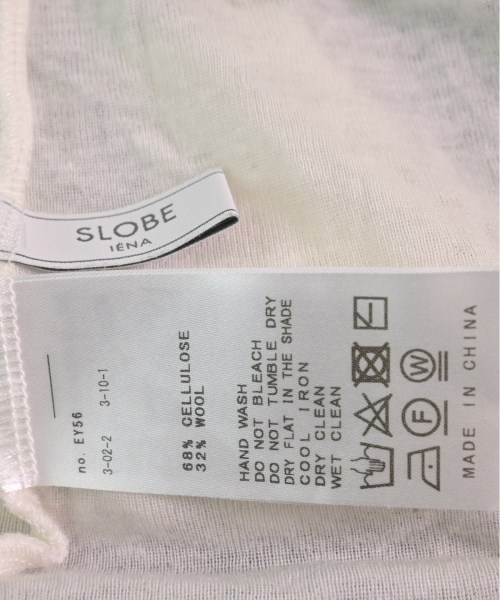 SLOBE
IÉNA
no. EY56
3-02-2 3-10-1
68% CELLULOSE
32% WOOL
HAND WASH
DO NOT BLEACH
DO NOT TUMBLE DRY
DRY FLAT IN THE SHADE
COOL IRON
DRY CLEAN
WET CLEAN
F
W
MADE IN CHINA